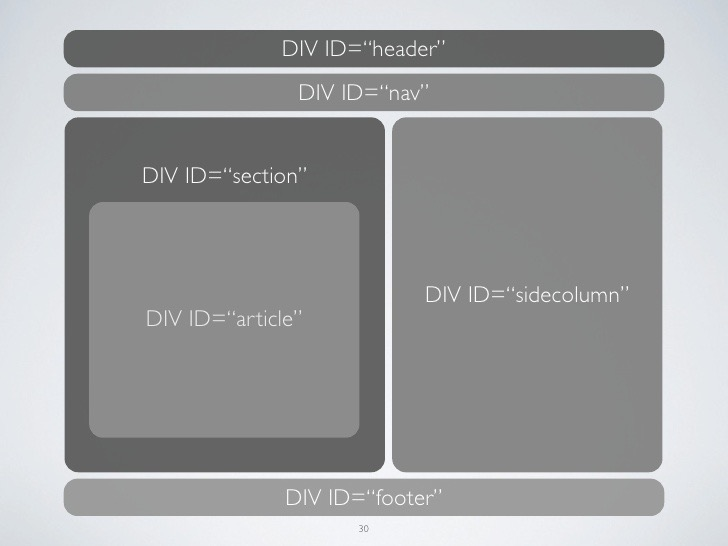 DIV ID=“header”
DIV ID=“nav”
DIV ID=“section”
DIV ID=“article”
DIV ID=“sidecolumn”
DIV ID=“footer”
30